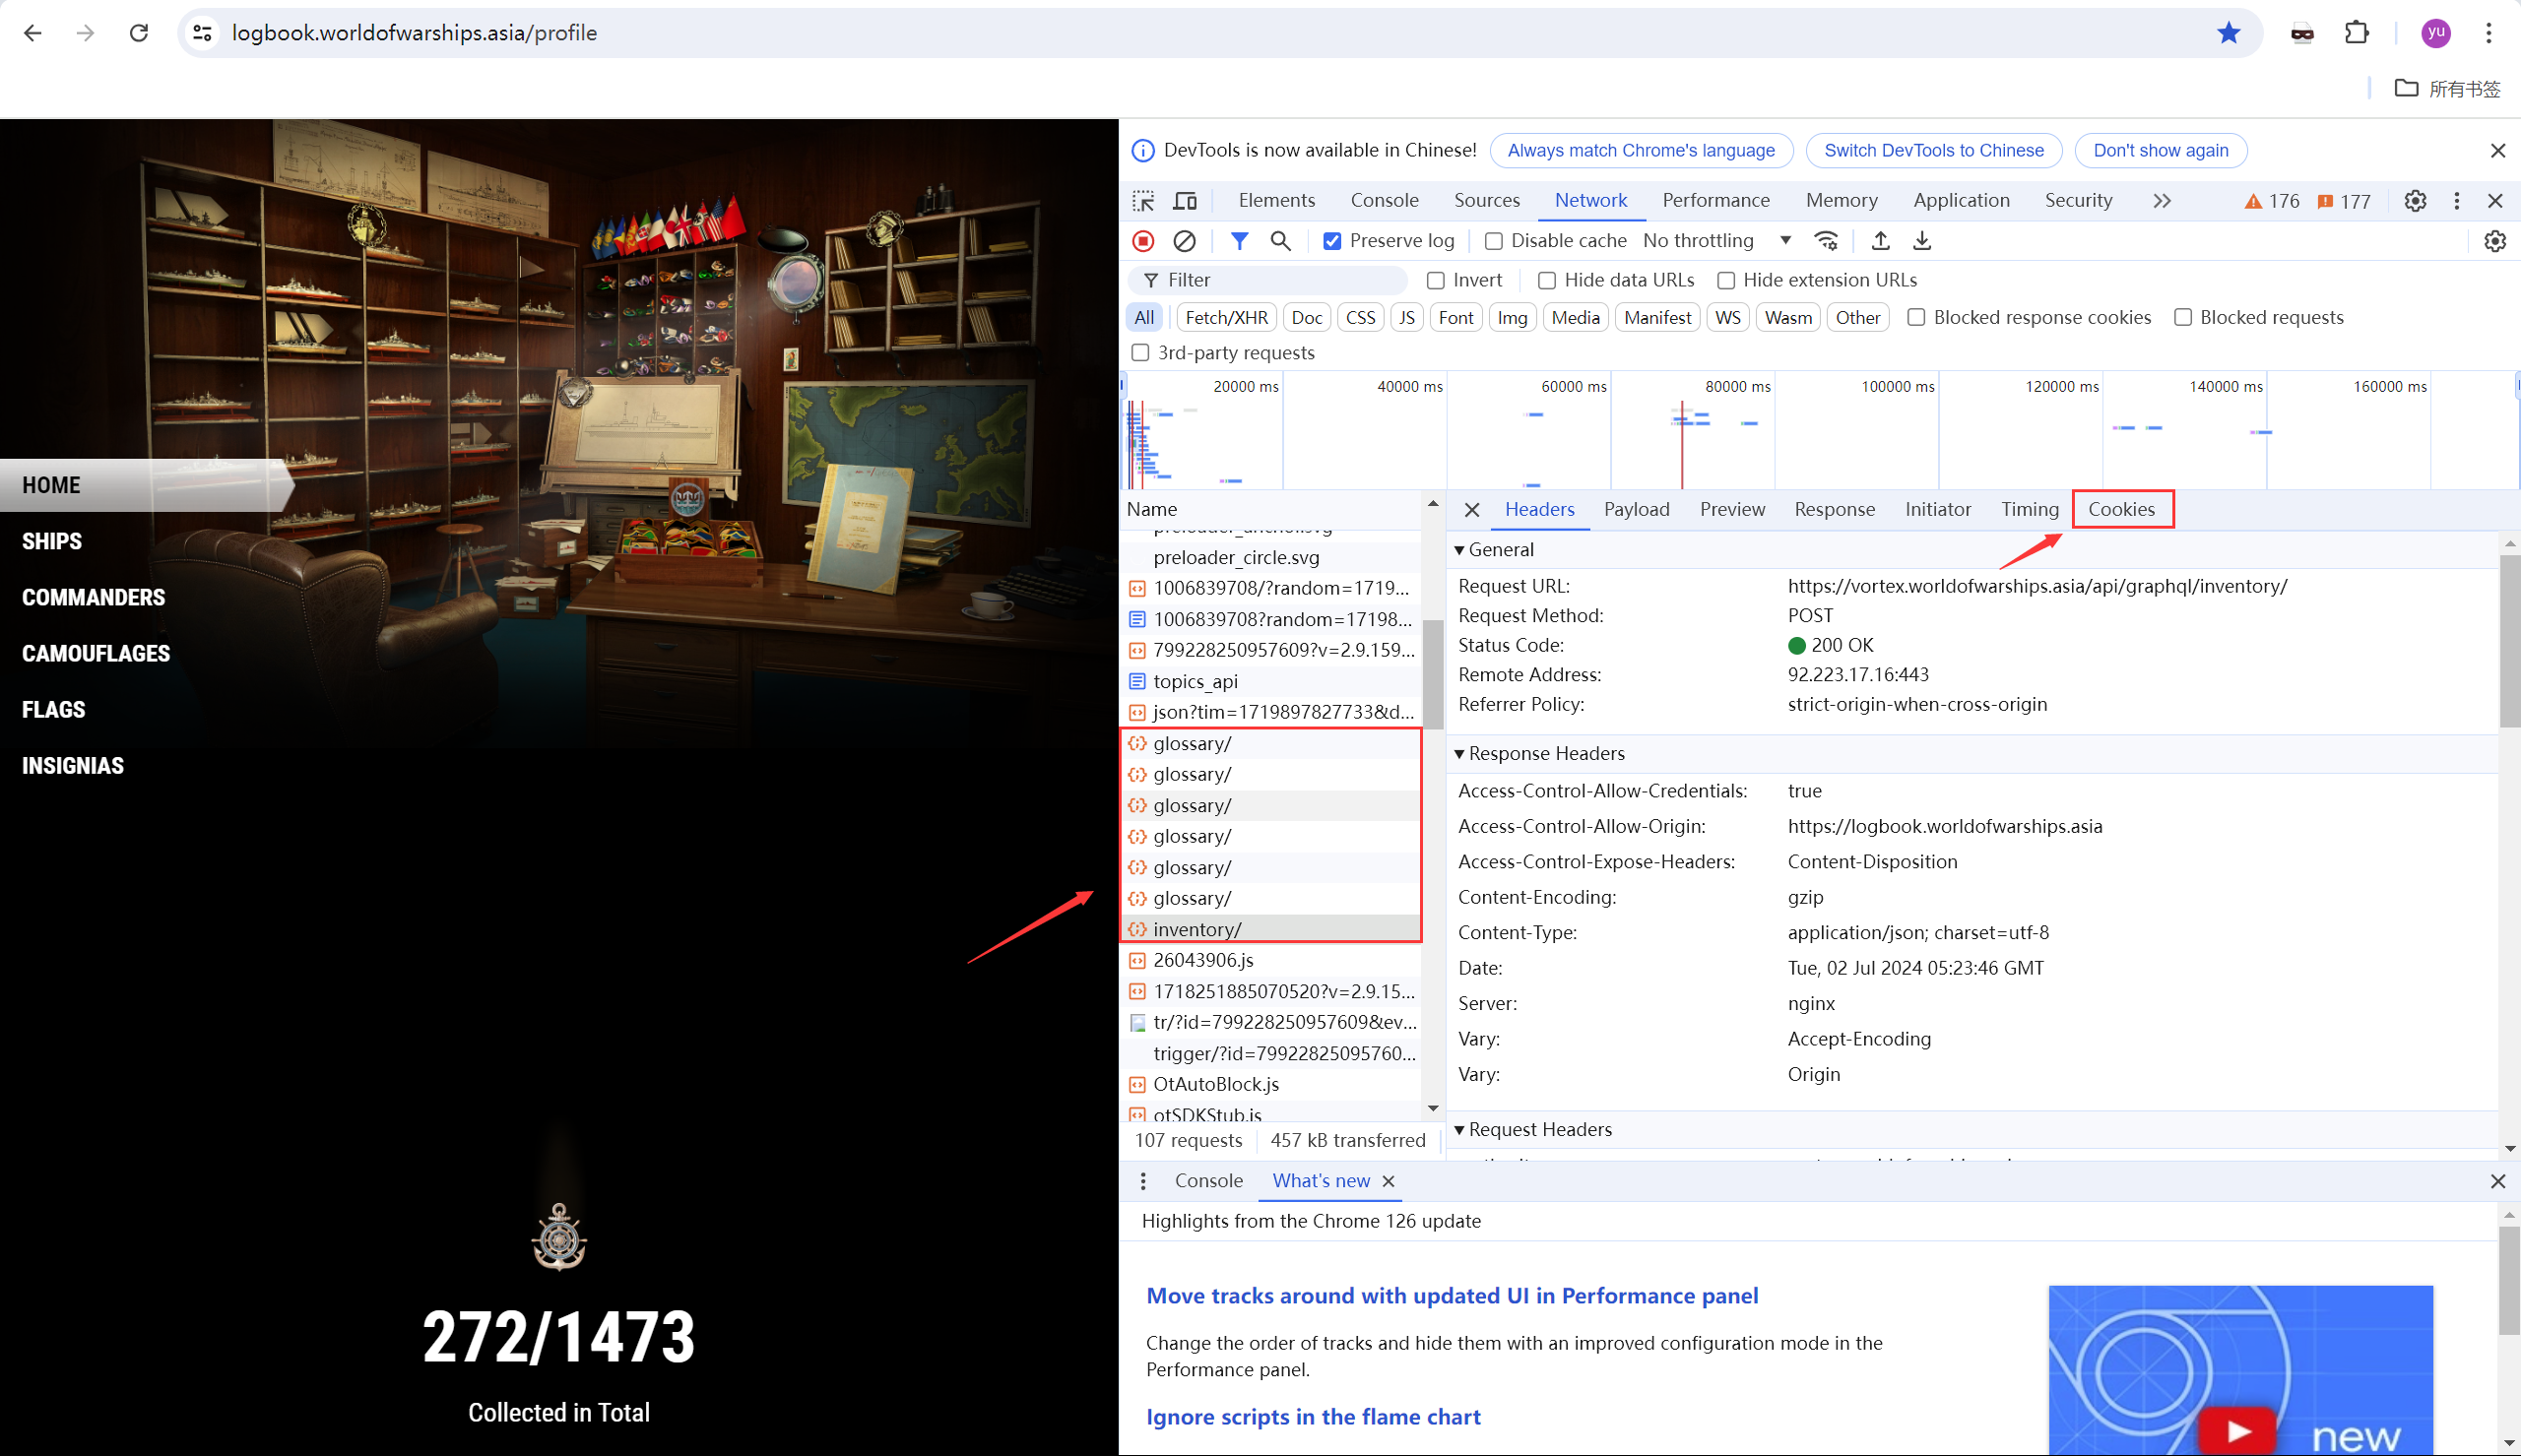 logbook.worldofwarships.asia/profile
yu
所有书签
HOME
SHIPS
COMMANDERS
CAMOUFLAGES
FLAGS
INSIGNIAS
272/1473
Collected in Total
DevTools is now available in Chinese!
Always match Chrome's language
Switch DevTools to Chinese
Don't show again
Elements
Console
Sources
Network
Performance
Memory
Application
Security
176
177
Preserve log
Disable cache
No throttling
Filter
Invert
Hide data URLs
Hide extension URLs
All
Fetch/XHR
Doc
CSS
JS
Font
Img
Media
Manifest
WS
Wasm
Other
Blocked response cookies
Blocked requests
3rd-party requests
20000 ms
40000 ms
60000 ms
80000 ms
100000 ms
120000 ms
140000 ms
160000 ms
Name
preloader_circle.svg
1006839708/?random=1719...
1006839708?random=17198...
799228250957609?v=2.9.159...
topics_api
json?tim=1719897827733&d...
glossary/
glossary/
glossary/
glossary/
glossary/
glossary/
inventory/
26043906.js
1718251885070520?v=2.9.15...
tr/?id=799228250957609&ev...
trigger/?id=79922825095760...
OtAutoBlock.js
otSDKStub.js
107 requests
457 kB transferred
Headers
Payload
Preview
Response
Initiator
Timing
Cookies
General
Request URL: https://vortex.worldofwarships.asia/api/graphql/inventory/
Request Method: POST
Status Code: 200 OK
Remote Address: 92.223.17.16:443
Referrer Policy: strict-origin-when-cross-origin
Response Headers
Access-Control-Allow-Credentials: true
Access-Control-Allow-Origin: https://logbook.worldofwarships.asia
Access-Control-Expose-Headers: Content-Disposition
Content-Encoding: gzip
Content-Type: application/json; charset=utf-8
Date: Tue, 02 Jul 2024 05:23:46 GMT
Server: nginx
Vary: Accept-Encoding
Vary: Origin
Request Headers
Console
What's new
Highlights from the Chrome 126 update
Move tracks around with updated UI in Performance panel
Change the order of tracks and hide them with an improved configuration mode in the
Performance panel.
Ignore scripts in the flame chart
new